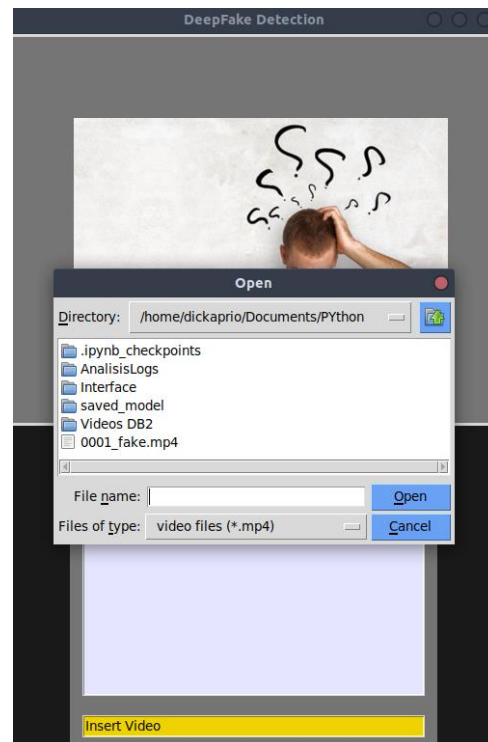 DeepFake Detection
Open
Directory: /home/dickaprio/Documents/PYthon
.ipynb_checkpoints
AnalisisLogs
Interface
saved_model
Videos DB2
0001_fake.mp4
File name: Open
Files of type: video files (*.mp4) Cancel
Insert Video